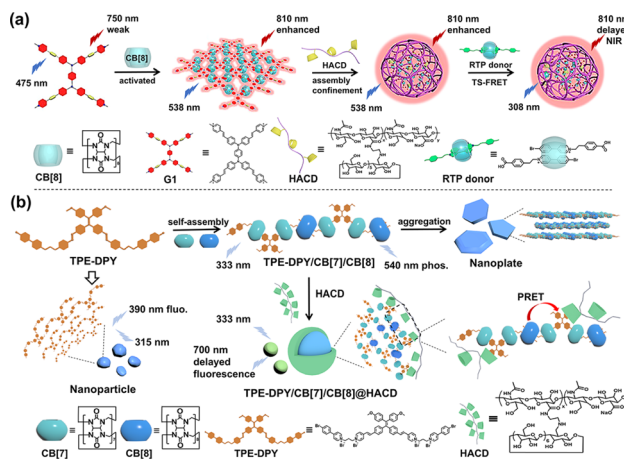 (a)
750 nm
weak
475 nm
CB[8]
activated
810 nm
enhanced
538 nm
HACD
assembly
confinement
810 nm
enhanced
538 nm
RTP donor
TS-FRET
810 nm
delayed
NIR
308 nm
CB[8]
G1
HACD
RTP donor
(b)
TPE-DPY
self-assembly
333 nm
TPE-DPY/CB[7]/CB[8]
540 nm phos.
aggregation
Nanoplate
390 nm fluo.
315 nm
Nanoparticle
HACD
333 nm
700 nm
delayed
fluorescence
TPE-DPY/CB[7]/CB[8]@HACD
PRET
CB[7]
CB[8]
TPE-DPY
HACD